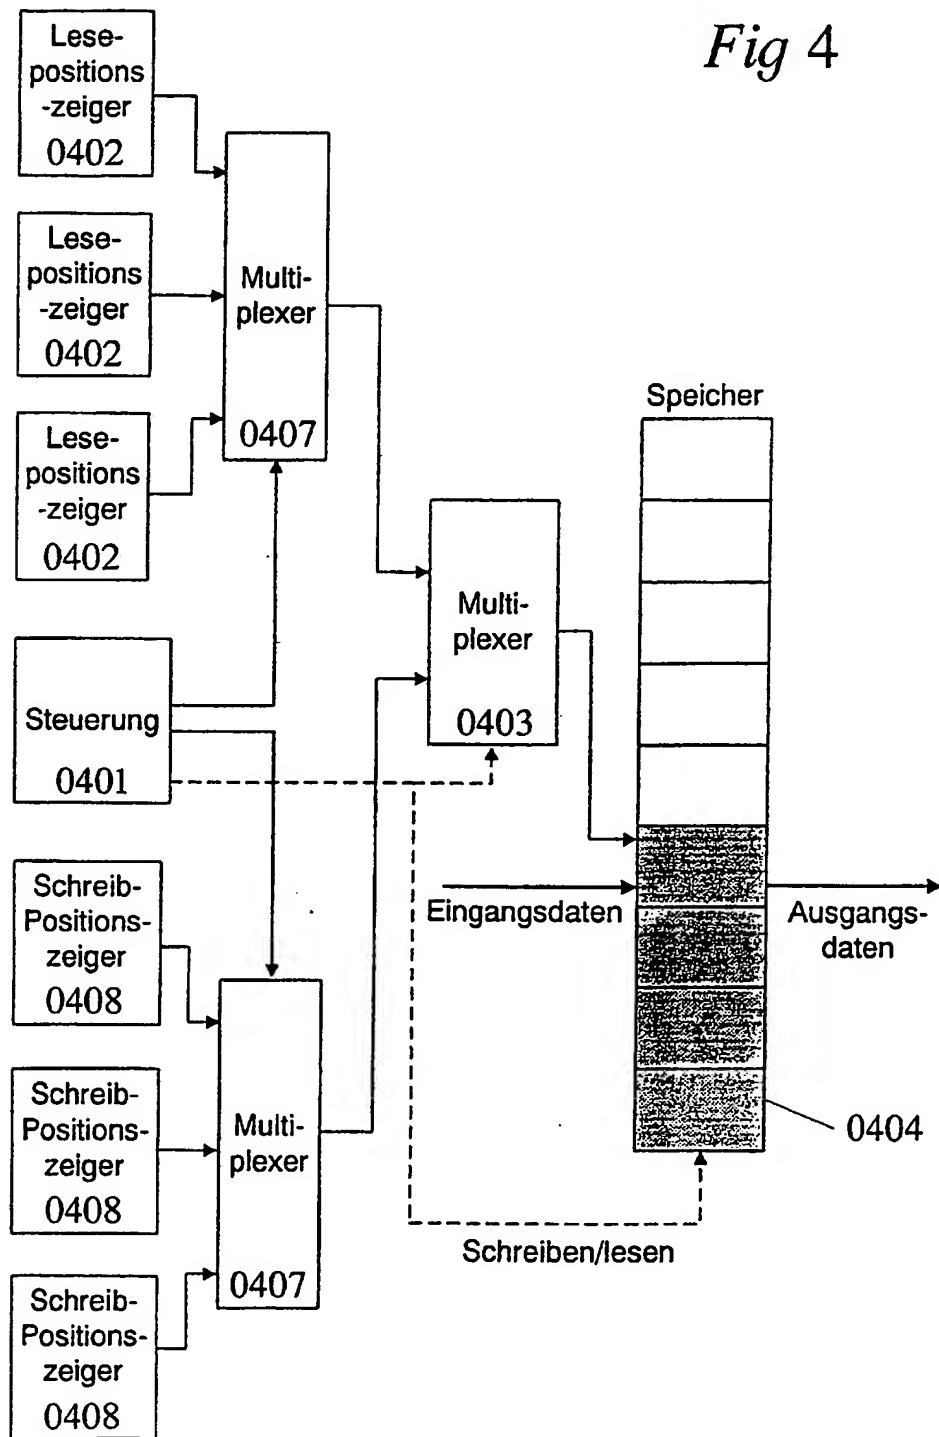 Fig 4
Lese-
positions
-zeiger
0402
Lese-
positions
-zeiger
0402
Lese-
positions
-zeiger
0402
Multi-
plexer
0407
Steuerung
0401
Multi-
plexer
0403
Speicher
Eingangsdaten
Ausgangs-
daten
0404
Schreiben/lesen
Schreib-
Positions-
zeiger
0408
Schreib-
Positions-
zeiger
0408
Schreib-
Positions-
zeiger
0408
Multi-
plexer
0407